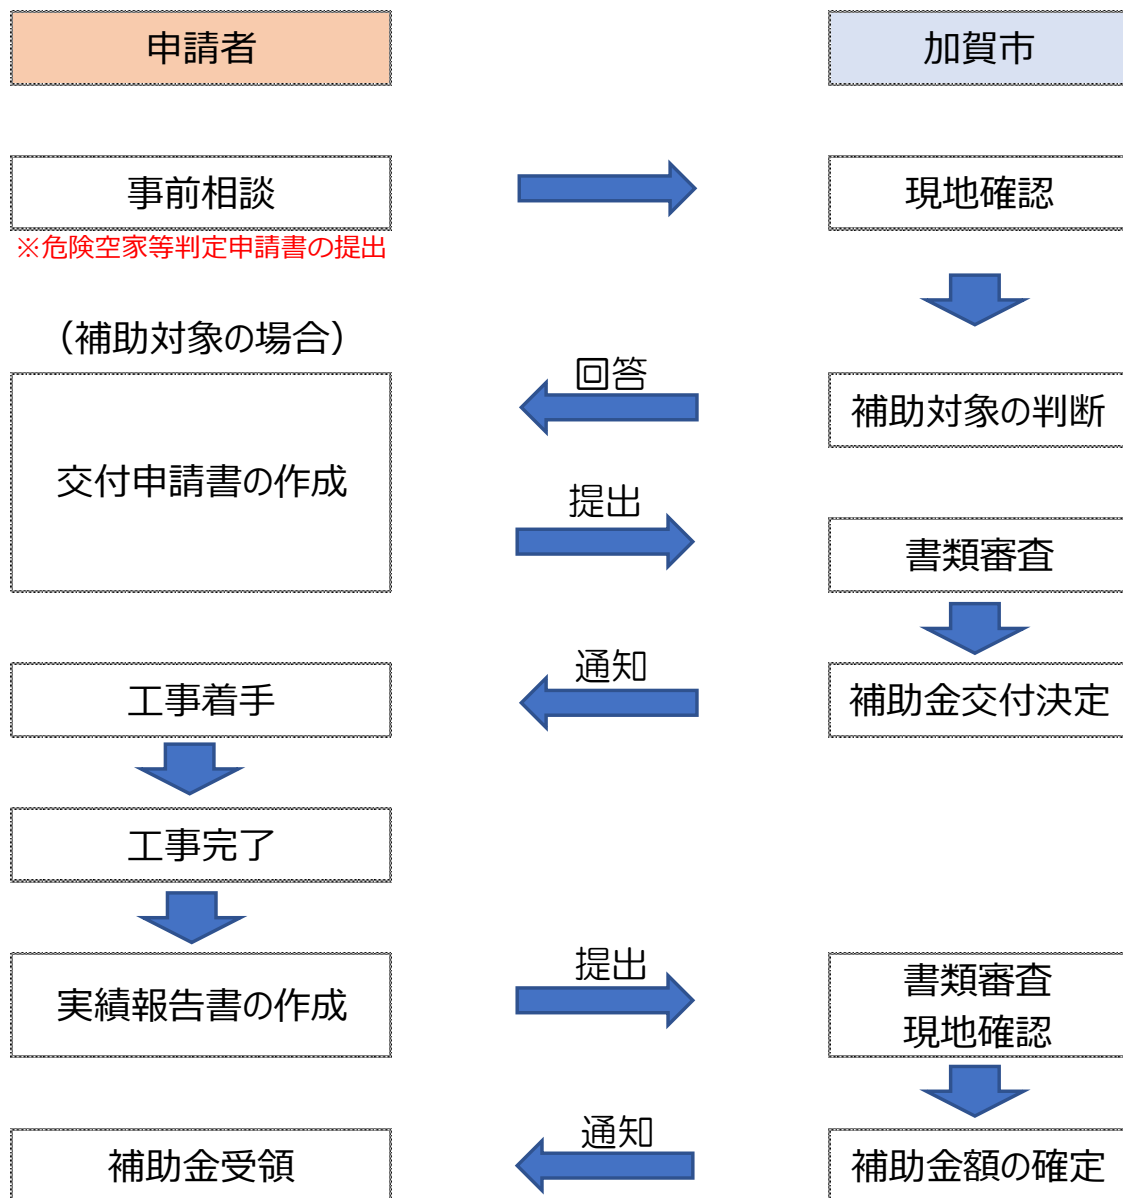 申請者
加賀市
事前相談
現地確認
※危険空家等判定申請書の提出
（補助対象の場合）
回答
補助対象の判断
交付申請書の作成
提出
書類審査
通知
工事着手
補助金交付決定
工事完了
提出
実績報告書の作成
書類審査
現地確認
通知
補助金受領
補助金額の確定